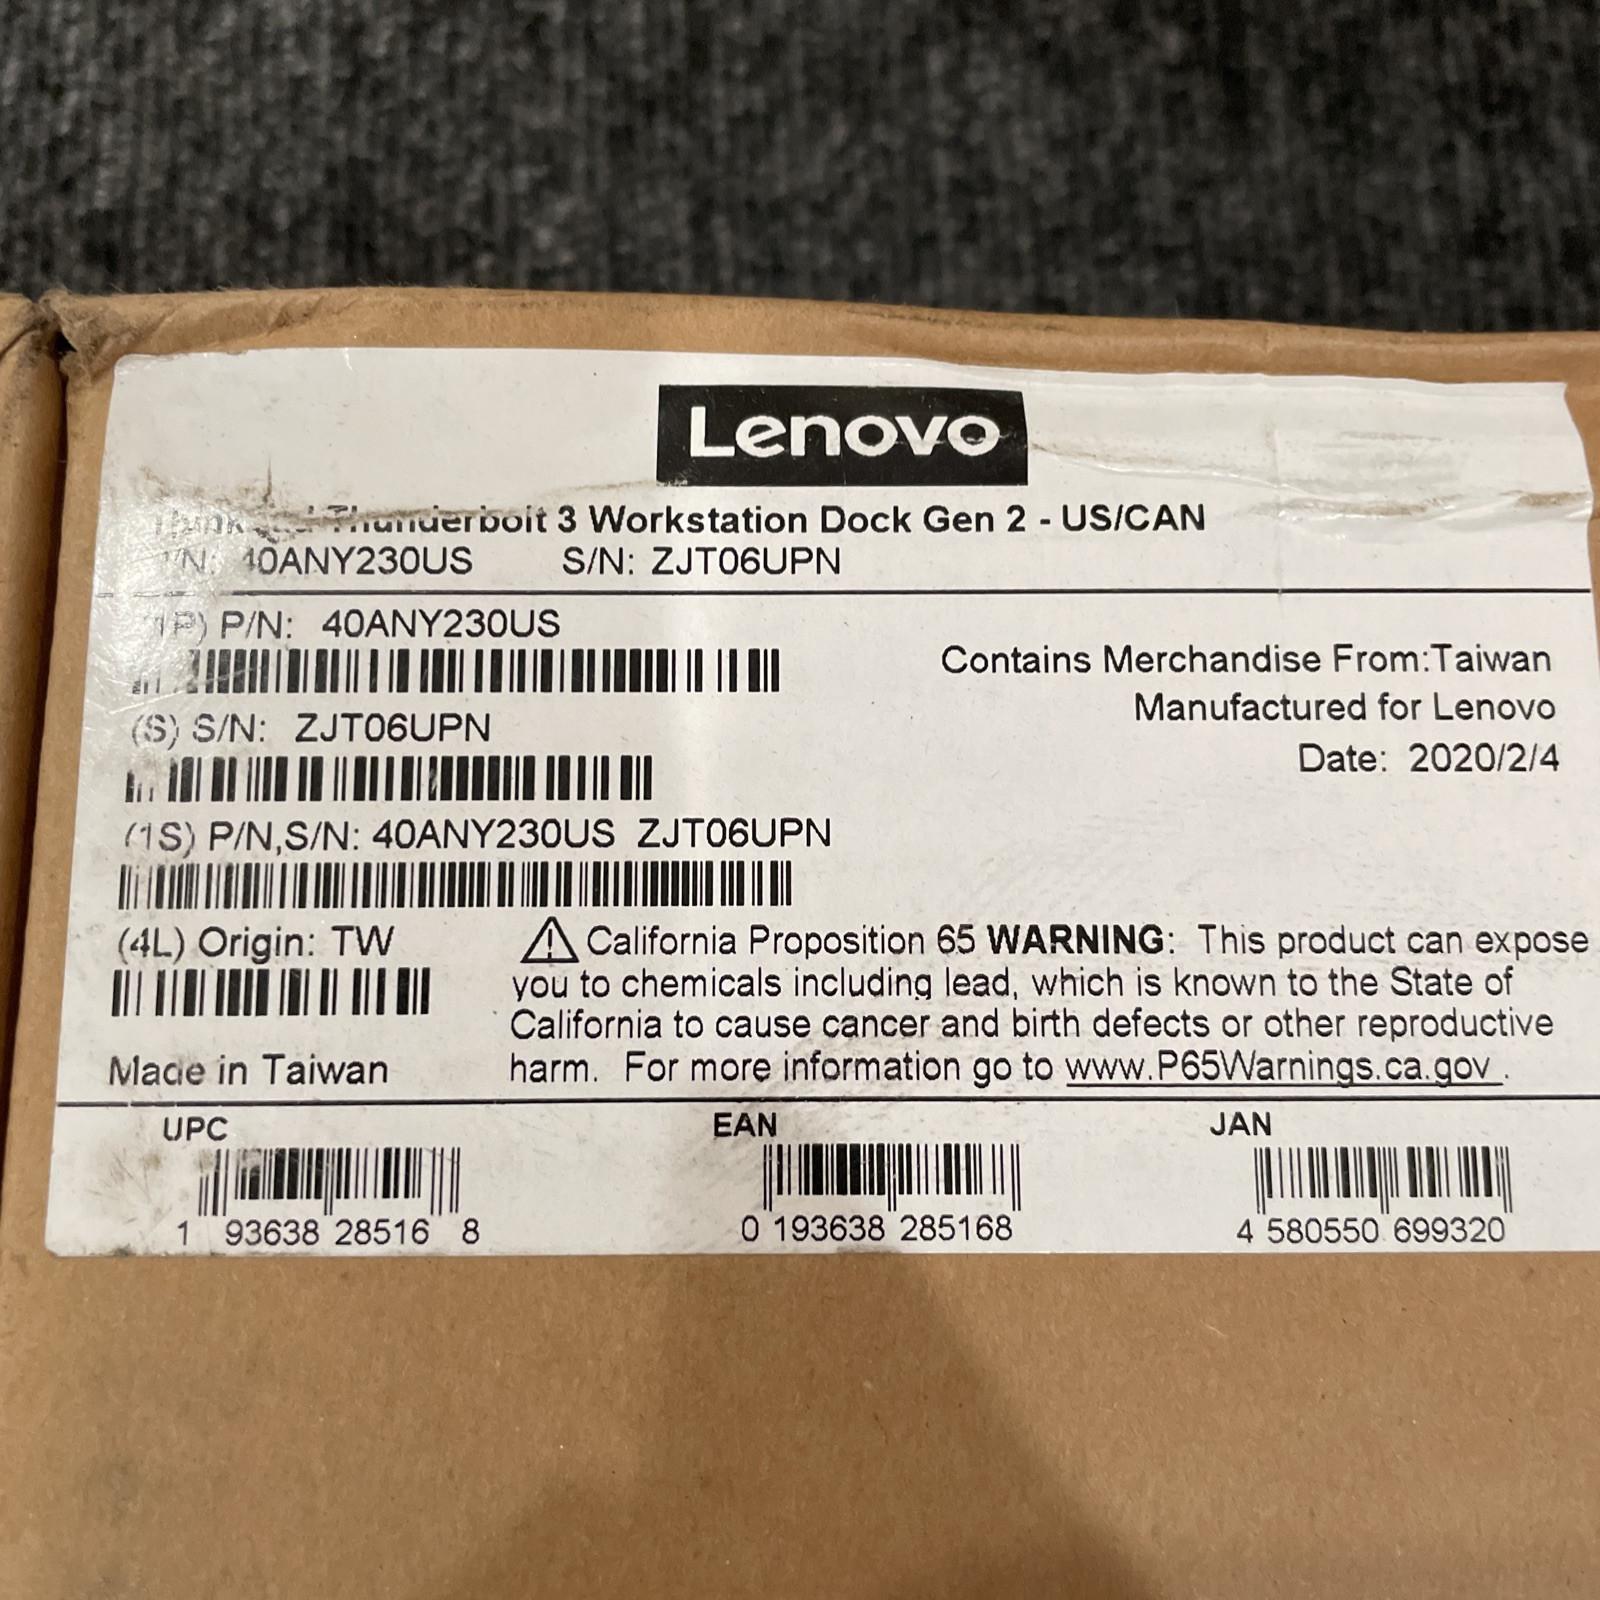 Lenovo
Thunderbolt 3 Workstation Dock Gen 2 - US/CAN
P/N: 40ANY230US S/N: ZJT06UPN
(1P) P/N: 40ANY230US
Contains Merchandise From:Taiwan
Manufactured for Lenovo
Date: 2020/2/4
(S) S/N: ZJT06UPN
(1S) P/N,S/N: 40ANY230US ZJT06UPN
(4L) Origin: TW
Made in Taiwan
⚠ California Proposition 65 WARNING: This product can expose
you to chemicals including lead, which is known to the State of
California to cause cancer and birth defects or other reproductive
harm. For more information go to www.P65Warnings.ca.gov .
UPC
1 93638 28516 8
EAN
0 193638 285168
JAN
4 580550 699320